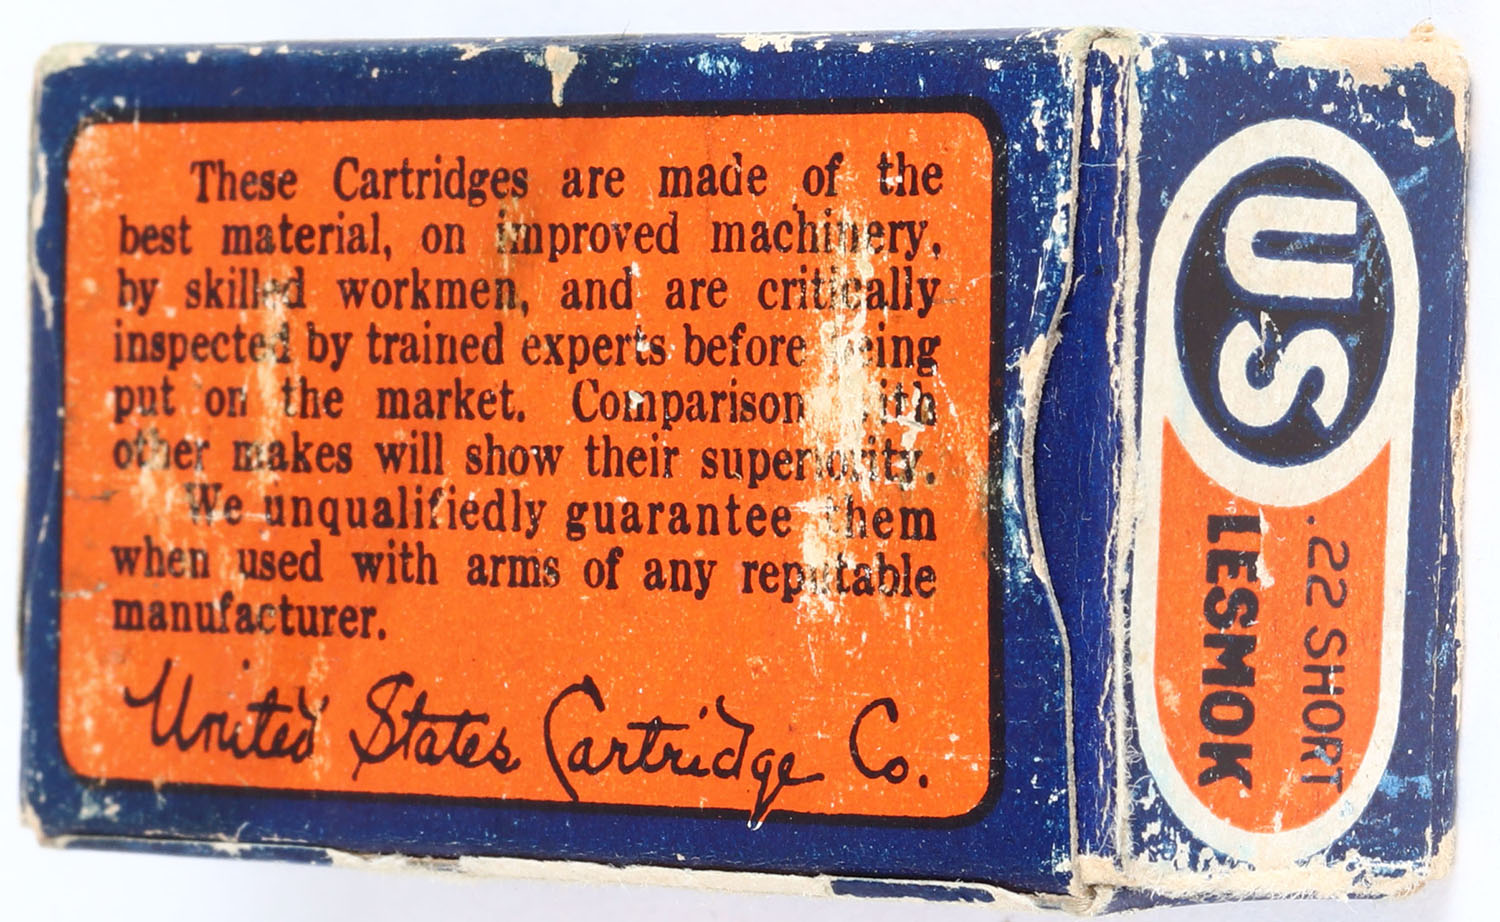 These Cartridges are made of the
best material, on improved machinery,
by skilled workmen, and are critically
inspected by trained experts before being
put on the market. Comparison with
other makes will show their superiority.
We unqualifiedly guarantee them
when used with arms of any reputable
manufacturer.
United States Cartridge Co.
US
.22 SHORT
LESMOK